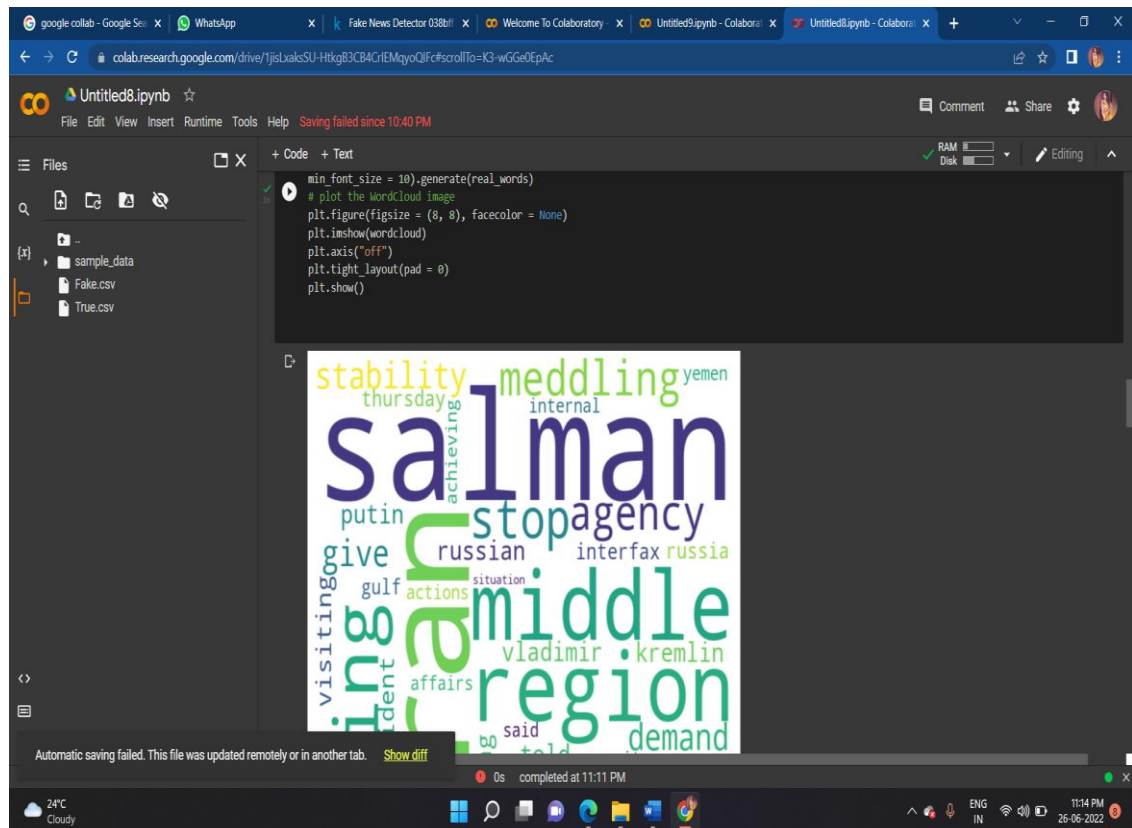 google collab - Google Sea
WhatsApp
Fake News Detector 038bff
Welcome To Colaboratory -
Untitled9.ipynb - Colaborat
Untitled8.ipynb - Colaborat
colab.research.google.com/drive/1jisLxaksSU-HtkgB3CB4CrIEMqyoQIFc#scrollTo=K3-wGGe0EpAc
Untitled8.ipynb
File Edit View Insert Runtime Tools Help Saving failed since 10:40 PM
Comment Share
Files
+ Code + Text
RAM
Disk
Editing
min_font_size = 10).generate(real_words)
# plot the WordCloud image
plt.figure(figsize = (8, 8), facecolor = None)
plt.imshow(wordcloud)
plt.axis("off")
plt.tight_layout(pad = 0)
plt.show()
1s
{x}
..
sample_data
Fake.csv
True.csv
stability meddling yemen
thursday internal
achieving
salman
putin stop agency
give russian interfax russia
visiting
gulf actions situation middle
vladimir kremlin
affairs region
said demand
Automatic saving failed. This file was updated remotely or in another tab. Show diff
0s completed at 11:11 PM
24°C
Cloudy
ENG
IN
11:14 PM
26-06-2022
8